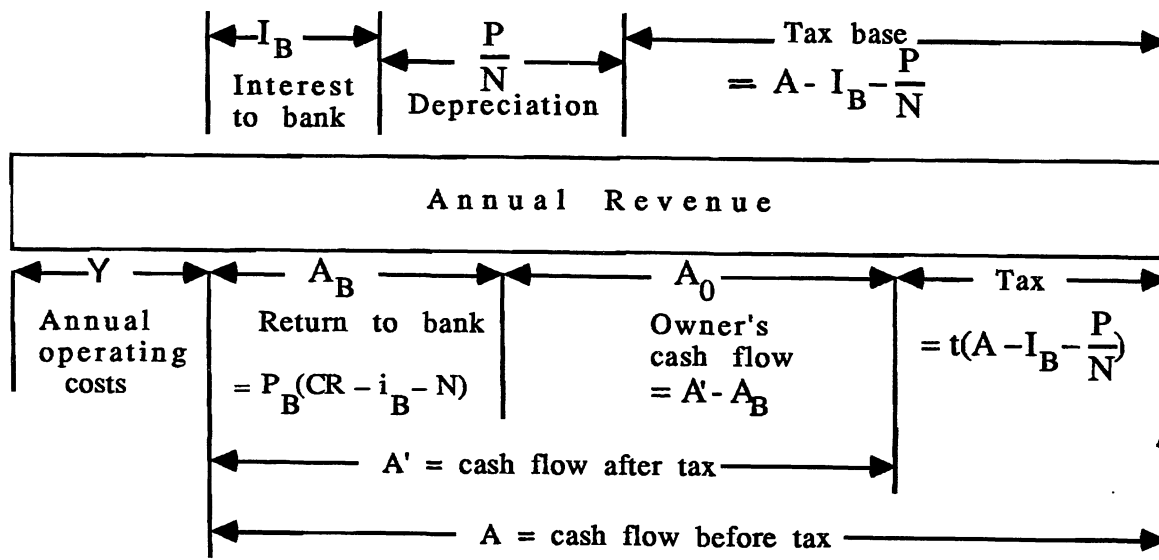 I_B
Interest
to bank
P/N
Depreciation
Tax base
= A - I_B - P/N
Annual Revenue
Y
Annual
operating
costs
A_B
Return to bank
= P_B(CR - i_B - N)
A_0
Owner's
cash flow
= A' - A_B
Tax
= t(A - I_B - P/N)
A' = cash flow after tax
A = cash flow before tax